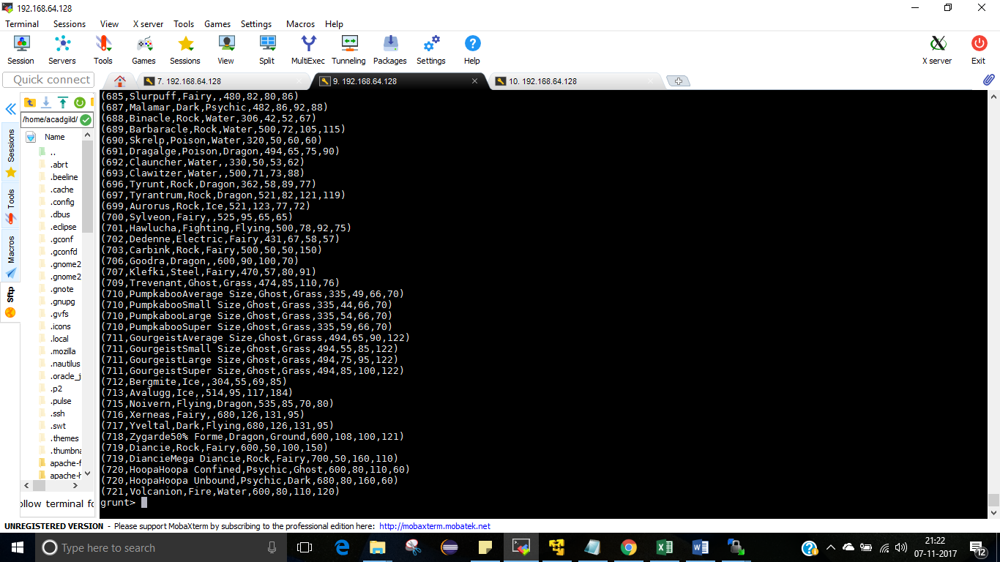 192.168.64.128
Terminal Sessions View X server Tools Games Settings Macros Help
Session Servers Tools Games Sessions View Split MultiExec Tunneling Packages Settings Help X server Exit
Quick connect
7. 192.168.64.128
9. 192.168.64.128
10. 192.168.64.128
/home/acadgild/
Name
..
.abrt
.beeline
.cache
.config
.dbus
.eclipse
.gconf
.gconfd
.gnome2
.gnome2
.gnote
.gnupg
.gvfs
.icons
.local
.mozilla
.nautilus
.oracle_j
.p2
.pulse
.ssh
.swt
.themes
.thumbna
apache-f
apache-h
ollow terminal fo
Sessions
Tools
Macros
Sftp
(685,Slurpuff,Fairy,,480,82,80,86)
(687,Malamar,Dark,Psychic,482,86,92,88)
(688,Binacle,Rock,Water,306,42,52,67)
(689,Barbaracle,Rock,Water,500,72,105,115)
(690,Skrelp,Poison,Water,320,50,60,60)
(691,Dragalge,Poison,Dragon,494,65,75,90)
(692,Clauncher,Water,,330,50,53,62)
(693,Clawitzer,Water,,500,71,73,88)
(696,Tyrunt,Rock,Dragon,362,58,89,77)
(697,Tyrantrum,Rock,Dragon,521,82,121,119)
(699,Aurorus,Rock,Ice,521,123,77,72)
(700,Sylveon,Fairy,,525,95,65,65)
(701,Hawlucha,Fighting,Flying,500,78,92,75)
(702,Dedenne,Electric,Fairy,431,67,58,57)
(703,Carbink,Rock,Fairy,500,50,50,150)
(706,Goodra,Dragon,,600,90,100,70)
(707,Klefki,Steel,Fairy,470,57,80,91)
(709,Trevenant,Ghost,Grass,474,85,110,76)
(710,PumpkabooAverage Size,Ghost,Grass,335,49,66,70)
(710,PumpkabooSmall Size,Ghost,Grass,335,44,66,70)
(710,PumpkabooLarge Size,Ghost,Grass,335,54,66,70)
(710,PumpkabooSuper Size,Ghost,Grass,335,59,66,70)
(711,GourgeistAverage Size,Ghost,Grass,494,65,90,122)
(711,GourgeistSmall Size,Ghost,Grass,494,55,85,122)
(711,GourgeistLarge Size,Ghost,Grass,494,75,95,122)
(711,GourgeistSuper Size,Ghost,Grass,494,85,100,122)
(712,Bergmite,Ice,,304,55,69,85)
(713,Avalugg,Ice,,514,95,117,184)
(715,Noivern,Flying,Dragon,535,85,70,80)
(716,Xerneas,Fairy,,680,126,131,95)
(717,Yveltal,Dark,Flying,680,126,131,95)
(718,Zygarde50% Forme,Dragon,Ground,600,108,100,121)
(719,Diancie,Rock,Fairy,600,50,100,150)
(719,DiancieMega Diancie,Rock,Fairy,700,50,160,110)
(720,HoopaHoopa Confined,Psychic,Ghost,600,80,110,60)
(720,HoopaHoopa Unbound,Psychic,Dark,680,80,160,60)
(721,Volcanion,Fire,Water,600,80,110,120)
grunt>
UNREGISTERED VERSION - Please support MobaXterm by subscribing to the professional edition here: http://mobaxterm.mobatek.net
Type here to search
21:22
07-11-2017
12